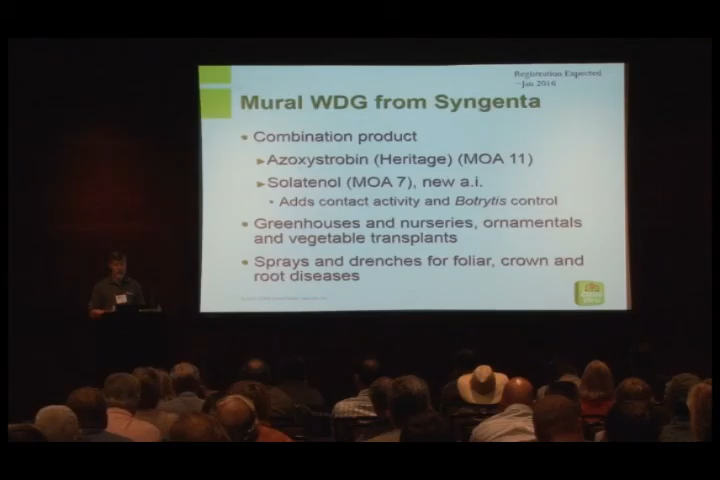 Registration Expected
~Jan 2016
Mural WDG from Syngenta
• Combination product
►Azoxystrobin (Heritage) (MOA 11)
►Solatenol (MOA 7), new a.i.
• Adds contact activity and Botrytis control
• Greenhouses and nurseries, ornamentals
and vegetable transplants
• Sprays and drenches for foliar, crown and
root diseases